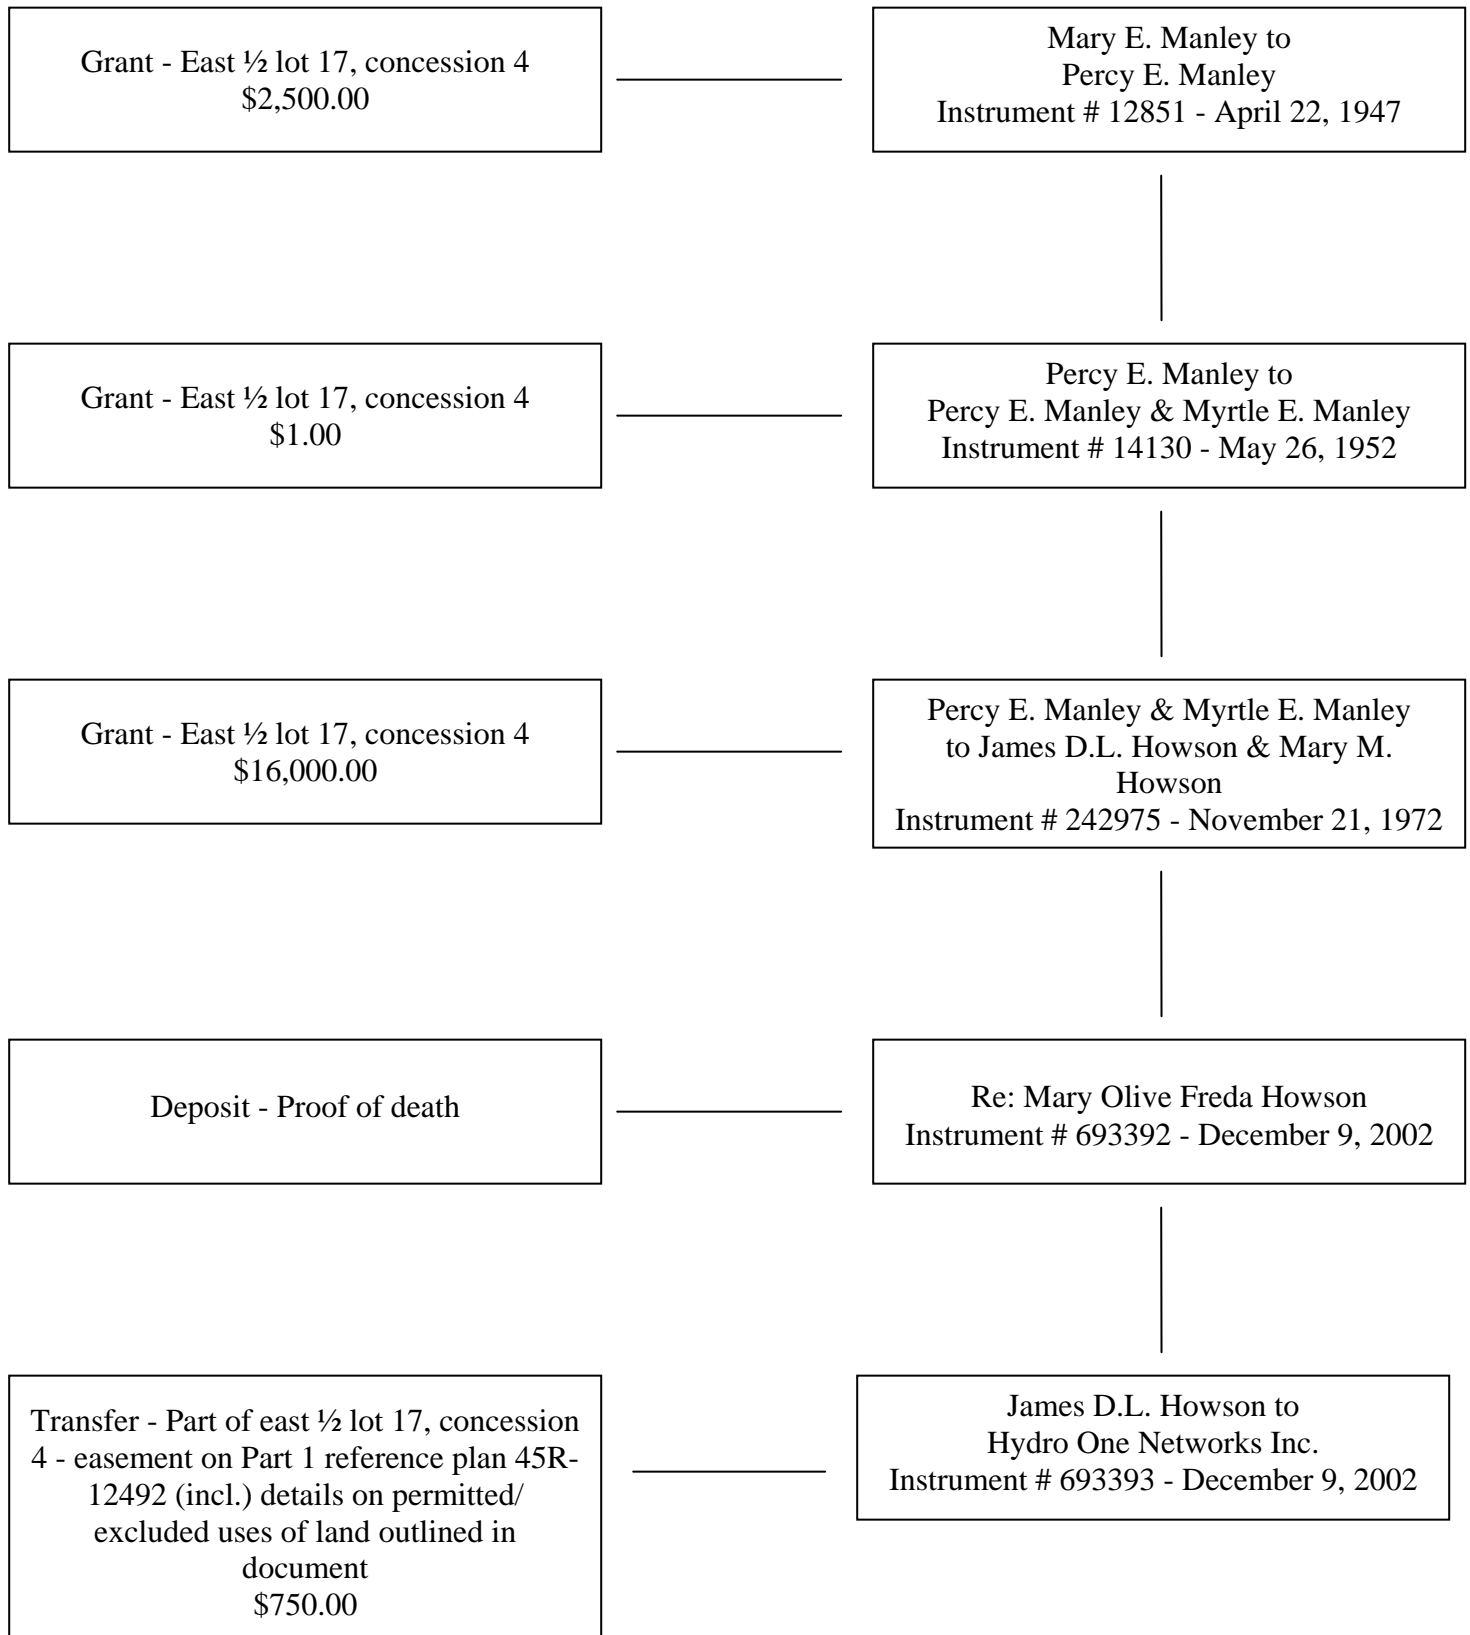 Grant - East ½ lot 17, concession 4
$2,500.00
Mary E. Manley to
Percy E. Manley
Instrument # 12851 - April 22, 1947
Grant - East ½ lot 17, concession 4
$1.00
Percy E. Manley to
Percy E. Manley & Myrtle E. Manley
Instrument # 14130 - May 26, 1952
Grant - East ½ lot 17, concession 4
$16,000.00
Percy E. Manley & Myrtle E. Manley
to James D.L. Howson & Mary M.
Howson
Instrument # 242975 - November 21, 1972
Deposit - Proof of death
Re: Mary Olive Freda Howson
Instrument # 693392 - December 9, 2002
Transfer - Part of east ½ lot 17, concession
4 - easement on Part 1 reference plan 45R-
12492 (incl.) details on permitted/
excluded uses of land outlined in
document
$750.00
James D.L. Howson to
Hydro One Networks Inc.
Instrument # 693393 - December 9, 2002